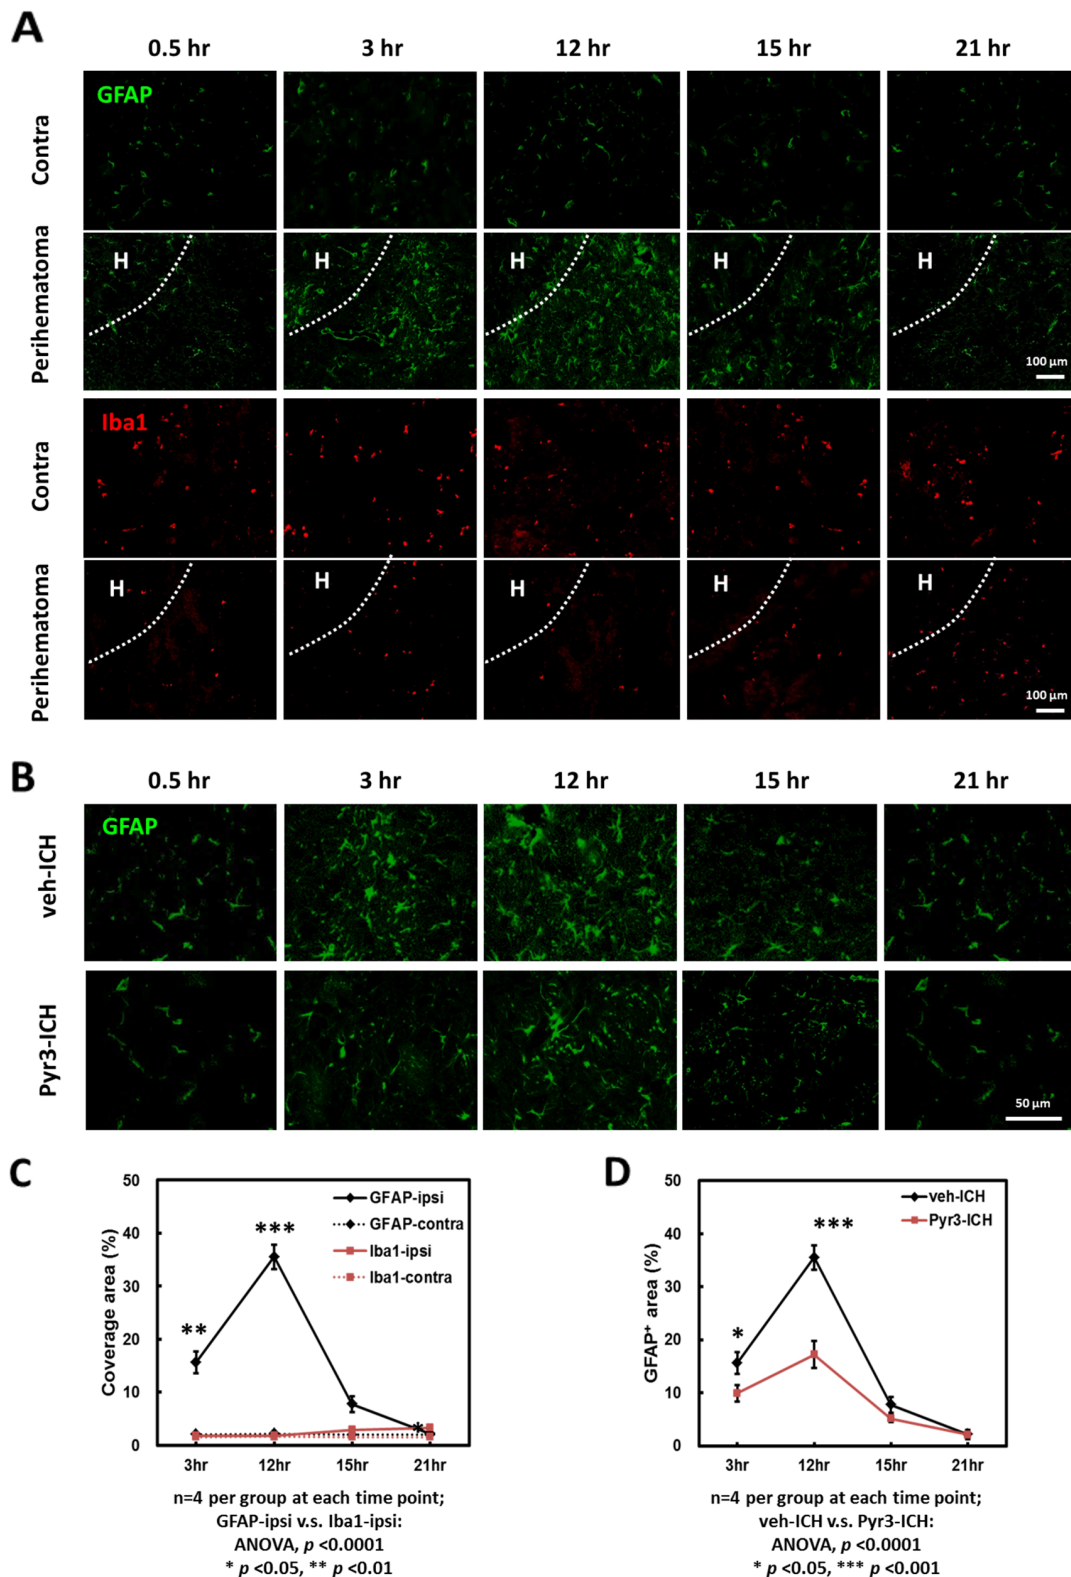 A
0.5 hr 3 hr 12 hr 15 hr 21 hr
GFAP
Contra
Perihematoma
H H H H H
100 µm
Iba1
Contra
Perihematoma
H H H H H
100 µm
B
0.5 hr 3 hr 12 hr 15 hr 21 hr
GFAP
veh-ICH
Pyr3-ICH
50 µm
C
Coverage area (%)
50
40
30
20
10
0
GFAP-ipsi
GFAP-contra
Iba1-ipsi
Iba1-contra
***
**
*
3hr 12hr 15hr 21hr
n=4 per group at each time point;
GFAP-ipsi v.s. Iba1-ipsi:
ANOVA, p <0.0001
* p <0.05, ** p <0.01
D
GFAP⁺ area (%)
50
40
30
20
10
0
veh-ICH
Pyr3-ICH
***
*
3hr 12hr 15hr 21hr
n=4 per group at each time point;
veh-ICH v.s. Pyr3-ICH:
ANOVA, p <0.0001
* p <0.05, *** p <0.001